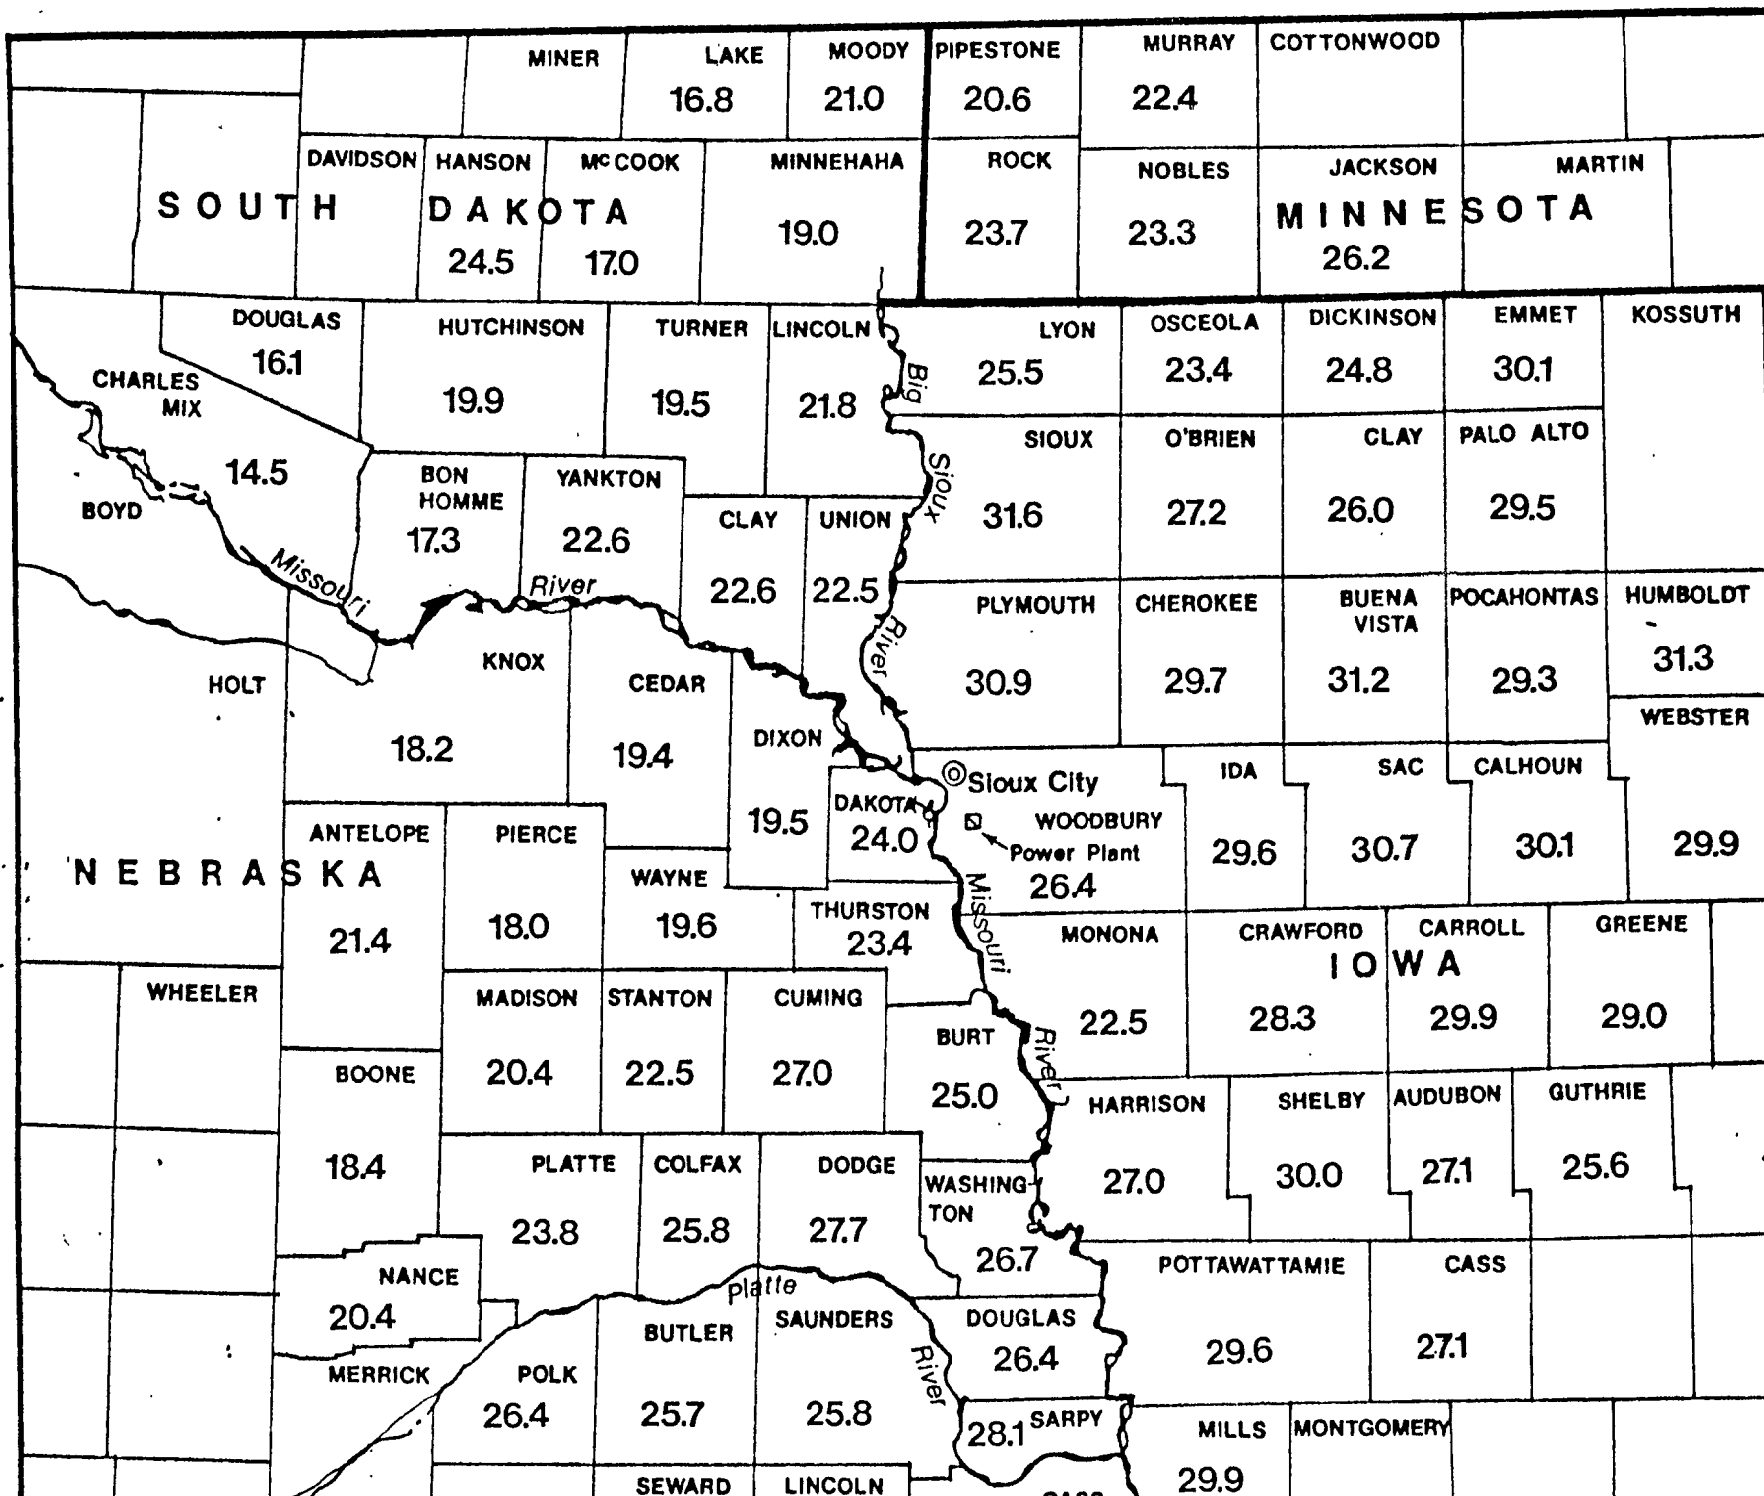 MINER
LAKE
16.8
MOODY
21.0
PIPESTONE
20.6
MURRAY
22.4
COTTONWOOD
DAVIDSON
HANSON
24.5
McCOOK
17.0
MINNEHAHA
19.0
ROCK
23.7
NOBLES
23.3
JACKSON
26.2
MARTIN
SOUTH DAKOTA
MINNESOTA
DOUGLAS
16.1
HUTCHINSON
19.9
TURNER
19.5
LINCOLN
21.8
Big
Sioux
River
LYON
25.5
OSCEOLA
23.4
DICKINSON
24.8
EMMET
30.1
KOSSUTH
CHARLES
MIX
14.5
BOYD
BON
HOMME
17.3
YANKTON
22.6
CLAY
22.6
UNION
22.5
Missouri
River
SIOUX
31.6
O'BRIEN
27.2
CLAY
26.0
PALO ALTO
29.5
PLYMOUTH
30.9
CHEROKEE
29.7
BUENA
VISTA
31.2
POCAHONTAS
29.3
HUMBOLDT
31.3
WEBSTER
29.9
HOLT
KNOX
18.2
CEDAR
19.4
DIXON
19.5
DAKOTA
24.0
Sioux City
WOODBURY
Power Plant
26.4
IDA
29.6
SAC
30.7
CALHOUN
30.1
NEBRASKA
ANTELOPE
21.4
PIERCE
18.0
WAYNE
19.6
THURSTON
23.4
Missouri
River
MONONA
22.5
CRAWFORD
28.3
CARROLL
29.9
GREENE
29.0
IOWA
WHEELER
MADISON
20.4
STANTON
22.5
CUMING
27.0
BURT
25.0
BOONE
18.4
HARRISON
27.0
SHELBY
30.0
AUDUBON
27.1
GUTHRIE
25.6
PLATTE
23.8
COLFAX
25.8
DODGE
27.7
WASHING-
TON
26.7
NANCE
20.4
Platte
River
POTTAWATTAMIE
29.6
CASS
27.1
MERRICK
POLK
26.4
BUTLER
25.7
SAUNDERS
25.8
DOUGLAS
26.4
SARPY
28.1
MILLS
29.9
MONTGOMERY
SEWARD
LINCOLN